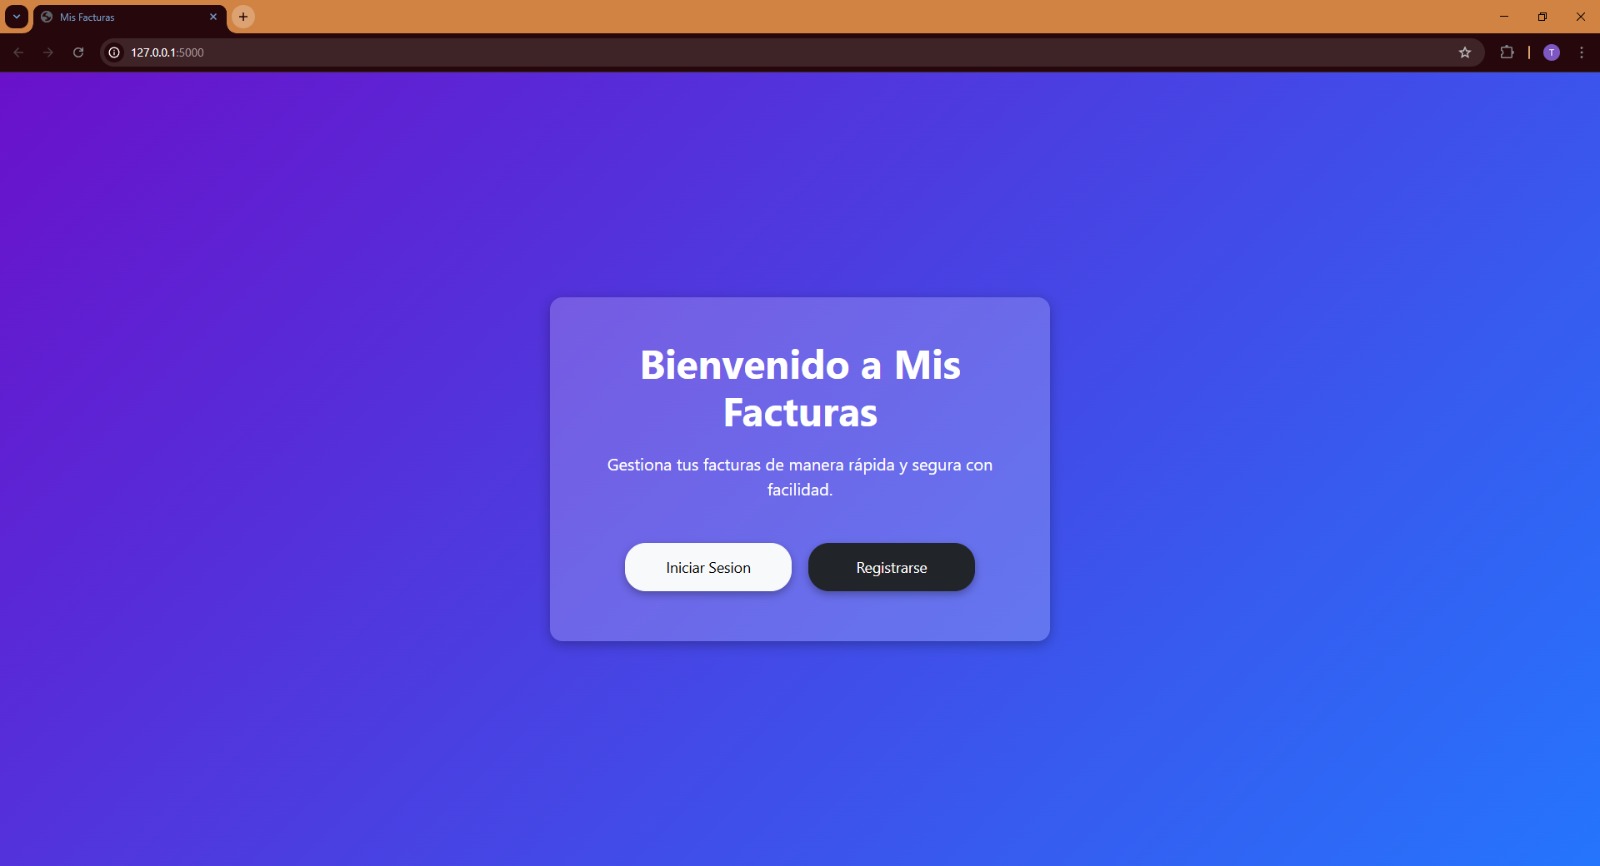 Mis Facturas
127.0.0.1:5000
T
Bienvenido a Mis
Facturas
Gestiona tus facturas de manera rápida y segura con
facilidad.
Iniciar Sesion
Registrarse